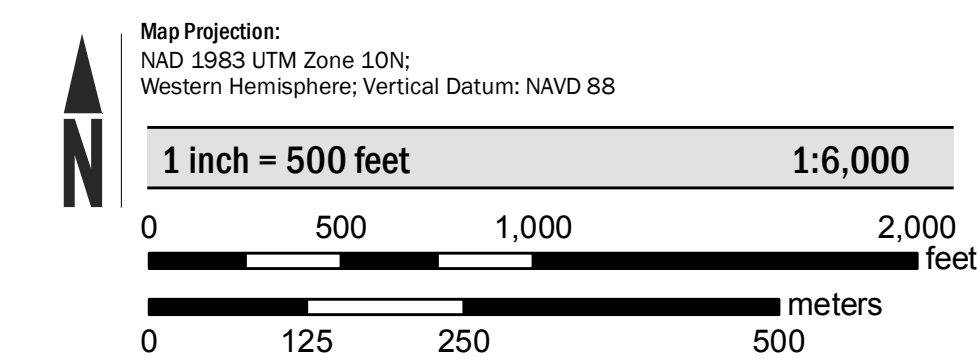 Map Projection:
NAD 1983 UTM Zone 10N;
Western Hemisphere; Vertical Datum: NAVD 88
N
1 inch = 500 feet 1:6,000
0 500 1,000 2,000
feet
meters
0 125 250 500